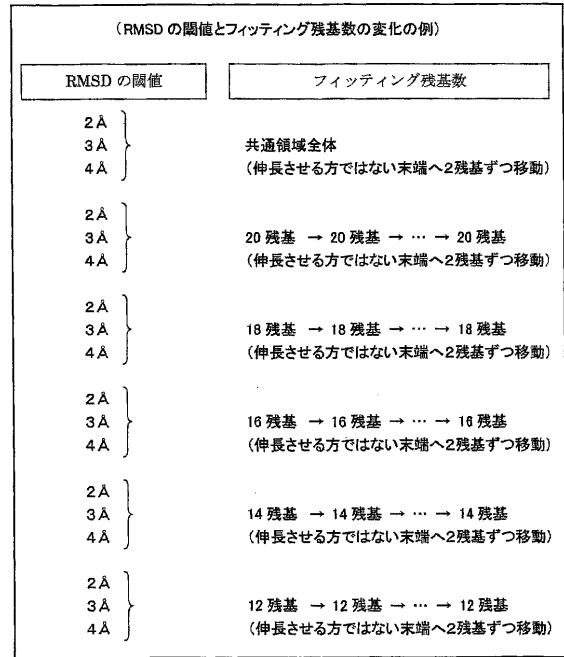 (RMSD の閾値とフィッティング残基数の変化の例)
RMSD の閾値
フィッティング残基数
2Å
3Å
4Å
共通領域全体
(伸長させる方ではない末端へ2残基ずつ移動)
2Å
3Å
4Å
20 残基 → 20 残基 → … → 20 残基
(伸長させる方ではない末端へ2残基ずつ移動)
2Å
3Å
4Å
18 残基 → 18 残基 → … → 18 残基
(伸長させる方ではない末端へ2残基ずつ移動)
2Å
3Å
4Å
16 残基 → 16 残基 → … → 16 残基
(伸長させる方ではない末端へ2残基ずつ移動)
2Å
3Å
4Å
14 残基 → 14 残基 → … → 14 残基
(伸長させる方ではない末端へ2残基ずつ移動)
2Å
3Å
4Å
12 残基 → 12 残基 → … → 12 残基
(伸長させる方ではない末端へ2残基ずつ移動)